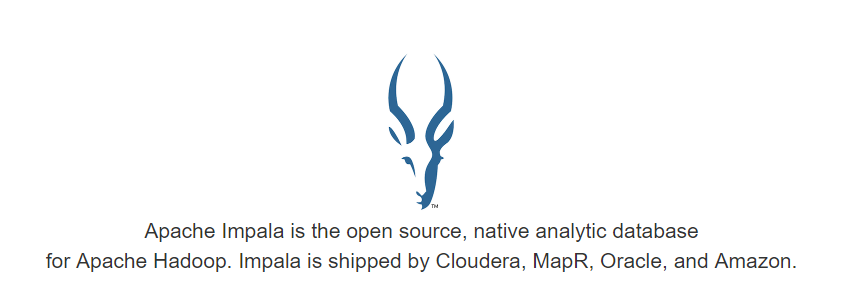 TM
Apache Impala is the open source, native analytic database
for Apache Hadoop. Impala is shipped by Cloudera, MapR, Oracle, and Amazon.